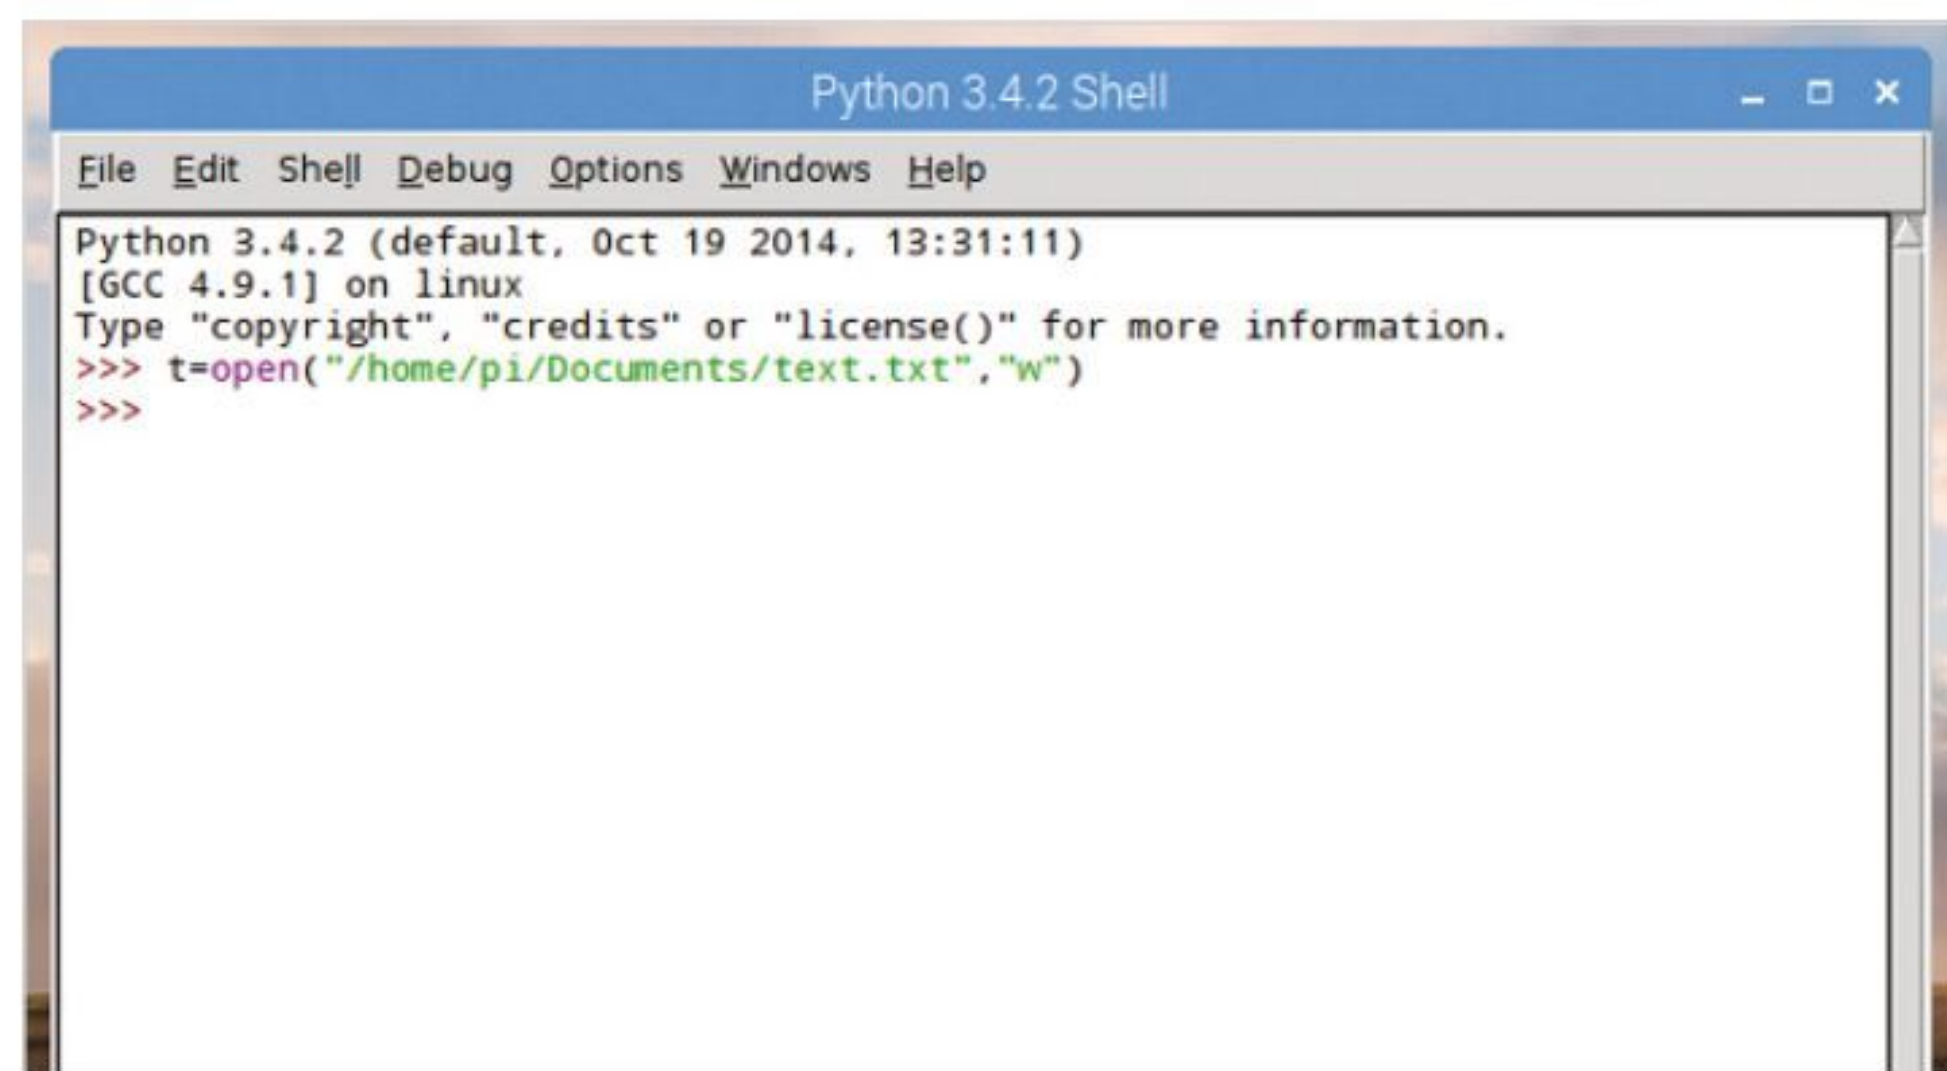 Python 3.4.2 Shell
File Edit Shell Debug Options Windows Help
Python 3.4.2 (default, Oct 19 2014, 13:31:11)
[GCC 4.9.1] on linux
Type "copyright", "credits" or "license()" for more information.
>>> t=open("/home/pi/Documents/text.txt","w")
>>>